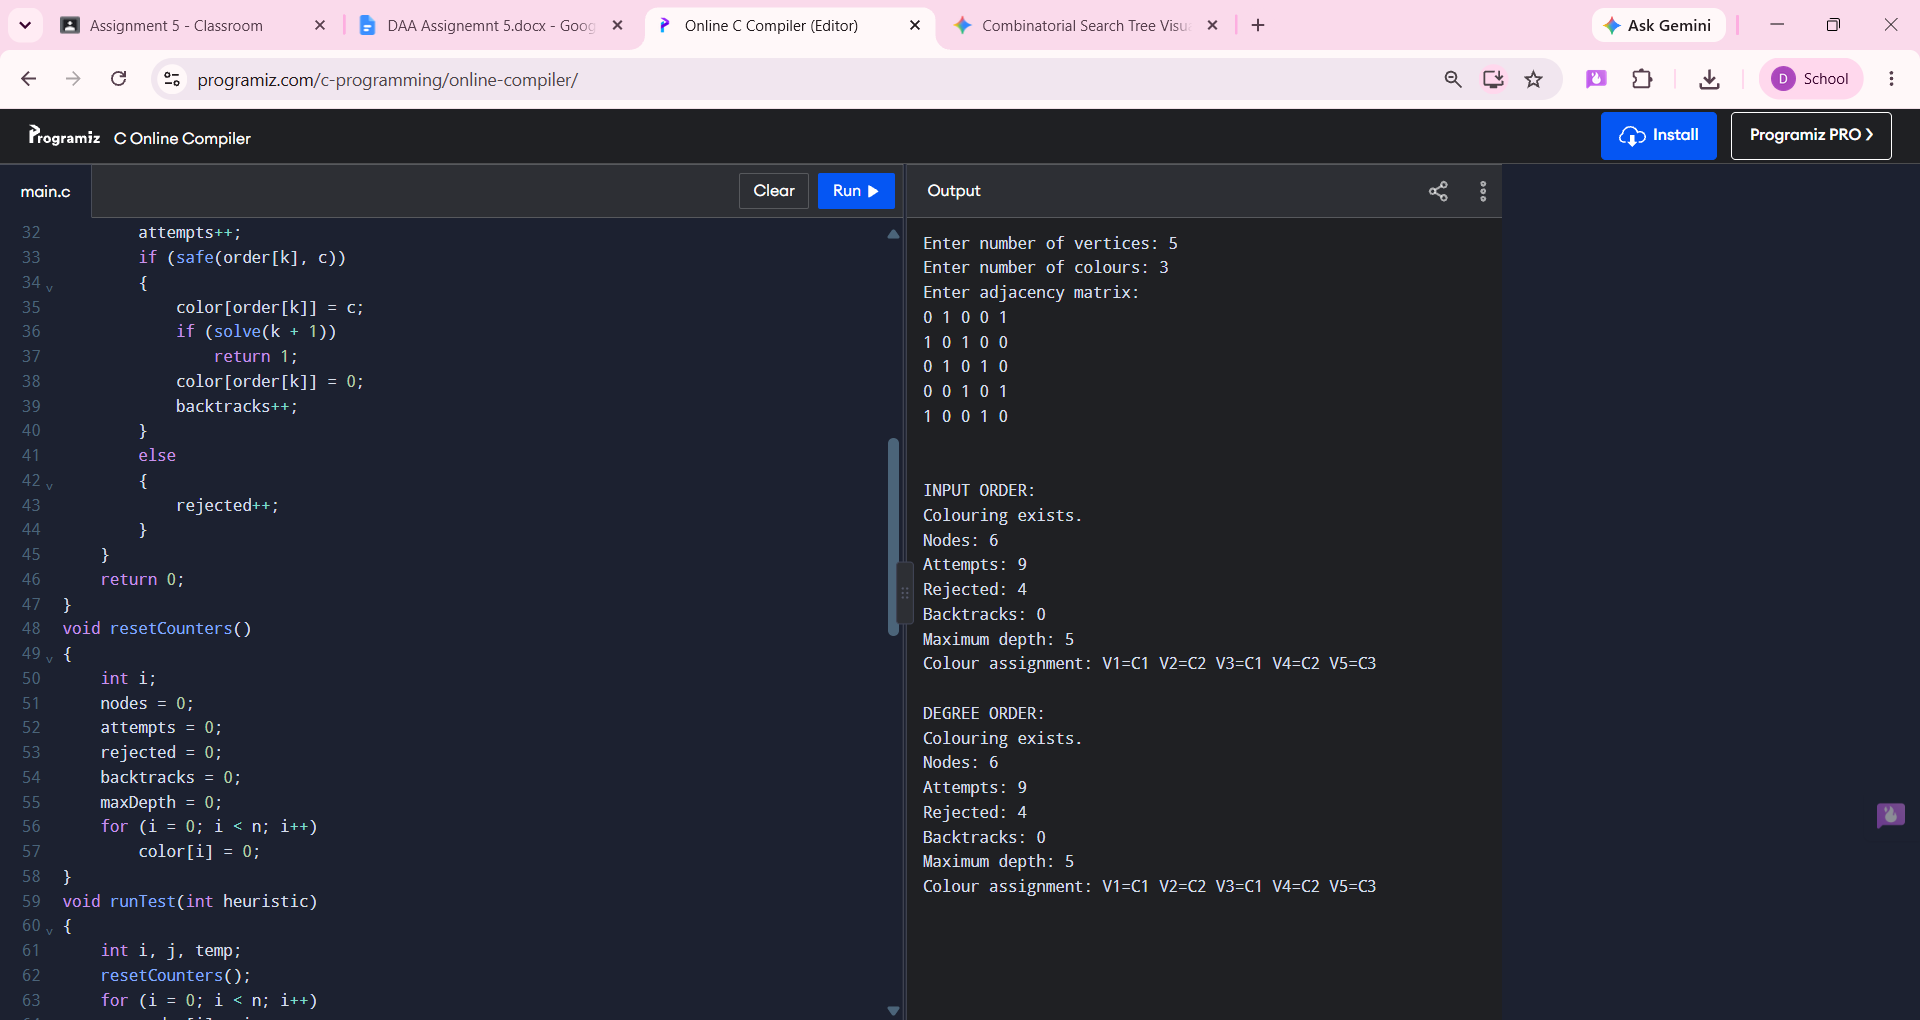 Assignment 5 - Classroom
DAA Assignemnt 5.docx - Goog
Online C Compiler (Editor)
Combinatorial Search Tree Visu
Ask Gemini
programiz.com/c-programming/online-compiler/
D School
Programiz C Online Compiler
Install
Programiz PRO
main.c
Clear
Run
Output
32 attempts++;
33 if (safe(order[k], c))
34 {
35 color[order[k]] = c;
36 if (solve(k + 1))
37 return 1;
38 color[order[k]] = 0;
39 backtracks++;
40 }
41 else
42 {
43 rejected++;
44 }
45 }
46 return 0;
47 }
48 void resetCounters()
49 {
50 int i;
51 nodes = 0;
52 attempts = 0;
53 rejected = 0;
54 backtracks = 0;
55 maxDepth = 0;
56 for (i = 0; i < n; i++)
57 color[i] = 0;
58 }
59 void runTest(int heuristic)
60 {
61 int i, j, temp;
62 resetCounters();
63 for (i = 0; i < n; i++)
Enter number of vertices: 5
Enter number of colours: 3
Enter adjacency matrix:
0 1 0 0 1
1 0 1 0 0
0 1 0 1 0
0 0 1 0 1
1 0 0 1 0
INPUT ORDER:
Colouring exists.
Nodes: 6
Attempts: 9
Rejected: 4
Backtracks: 0
Maximum depth: 5
Colour assignment: V1=C1 V2=C2 V3=C1 V4=C2 V5=C3
DEGREE ORDER:
Colouring exists.
Nodes: 6
Attempts: 9
Rejected: 4
Backtracks: 0
Maximum depth: 5
Colour assignment: V1=C1 V2=C2 V3=C1 V4=C2 V5=C3